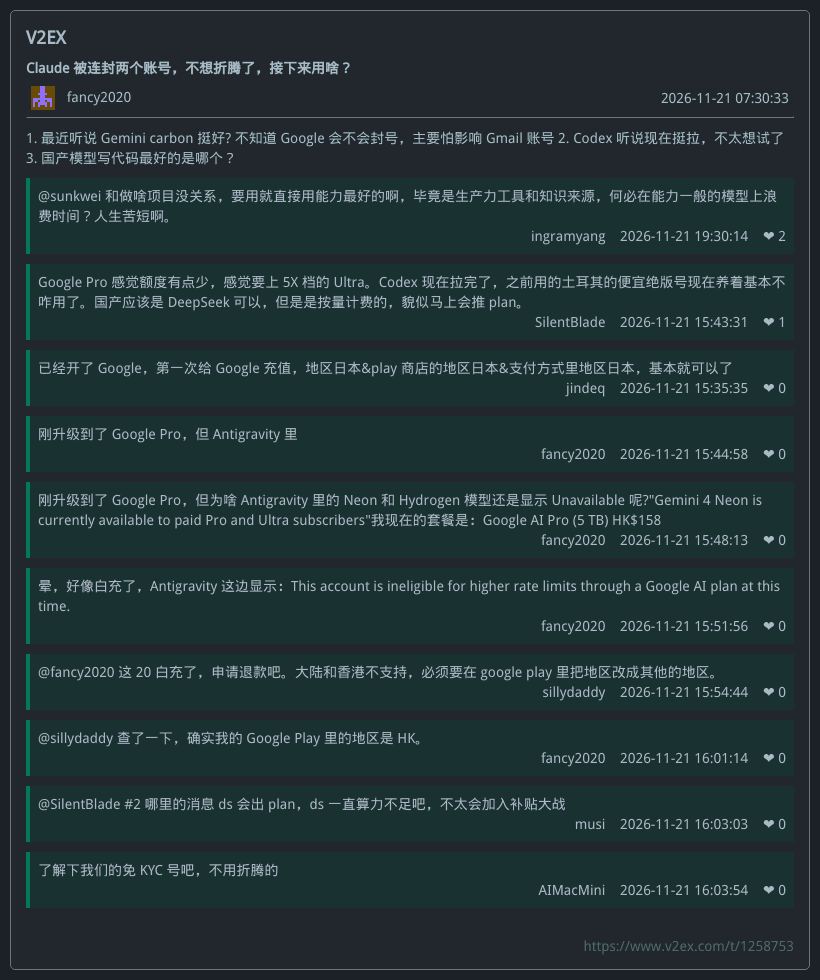 V2EX
Claude 被连封两个账号，不想折腾了，接下来用啥？
fancy2020
2026-11-21 07:30:33
1. 最近听说 Gemini carbon 挺好? 不知道 Google 会不会封号，主要怕影响 Gmail 账号 2. Codex 听说现在挺拉，不太想试了
3. 国产模型写代码最好的是哪个？
@sunkwei 和做啥项目没关系，要用就直接用能力最好的啊，毕竟是生产力工具和知识来源，何必在能力一般的模型上浪
费时间？人生苦短啊。
ingramyang 2026-11-21 19:30:14 ❤ 2
Google Pro 感觉额度有点少，感觉要上 5X 档的 Ultra。Codex 现在拉完了，之前用的土耳其的便宜绝版号现在养着基本不
咋用了。国产应该是 DeepSeek 可以，但是是按量计费的，貌似马上会推 plan。
SilentBlade 2026-11-21 15:43:31 ❤ 1
已经开了 Google，第一次给 Google 充值，地区日本&play 商店的地区日本&支付方式里地区日本，基本就可以了
jindeq 2026-11-21 15:35:35 ❤ 0
刚升级到了 Google Pro，但 Antigravity 里
fancy2020 2026-11-21 15:44:58 ❤ 0
刚升级到了 Google Pro，但为啥 Antigravity 里的 Neon 和 Hydrogen 模型还是显示 Unavailable 呢?"Gemini 4 Neon is
currently available to paid Pro and Ultra subscribers"我现在的套餐是：Google AI Pro (5 TB) HK$158
fancy2020 2026-11-21 15:48:13 ❤ 0
晕，好像白充了，Antigravity 这边显示：This account is ineligible for higher rate limits through a Google AI plan at this
time.
fancy2020 2026-11-21 15:51:56 ❤ 0
@fancy2020 这 20 白充了，申请退款吧。大陆和香港不支持，必须要在 google play 里把地区改成其他的地区。
sillydaddy 2026-11-21 15:54:44 ❤ 0
@sillydaddy 查了一下，确实我的 Google Play 里的地区是 HK。
fancy2020 2026-11-21 16:01:14 ❤ 0
@SilentBlade #2 哪里的消息 ds 会出 plan，ds 一直算力不足吧，不太会加入补贴大战
musi 2026-11-21 16:03:03 ❤ 0
了解下我们的免 KYC 号吧，不用折腾的
AIMacMini 2026-11-21 16:03:54 ❤ 0
https://www.v2ex.com/t/1258753